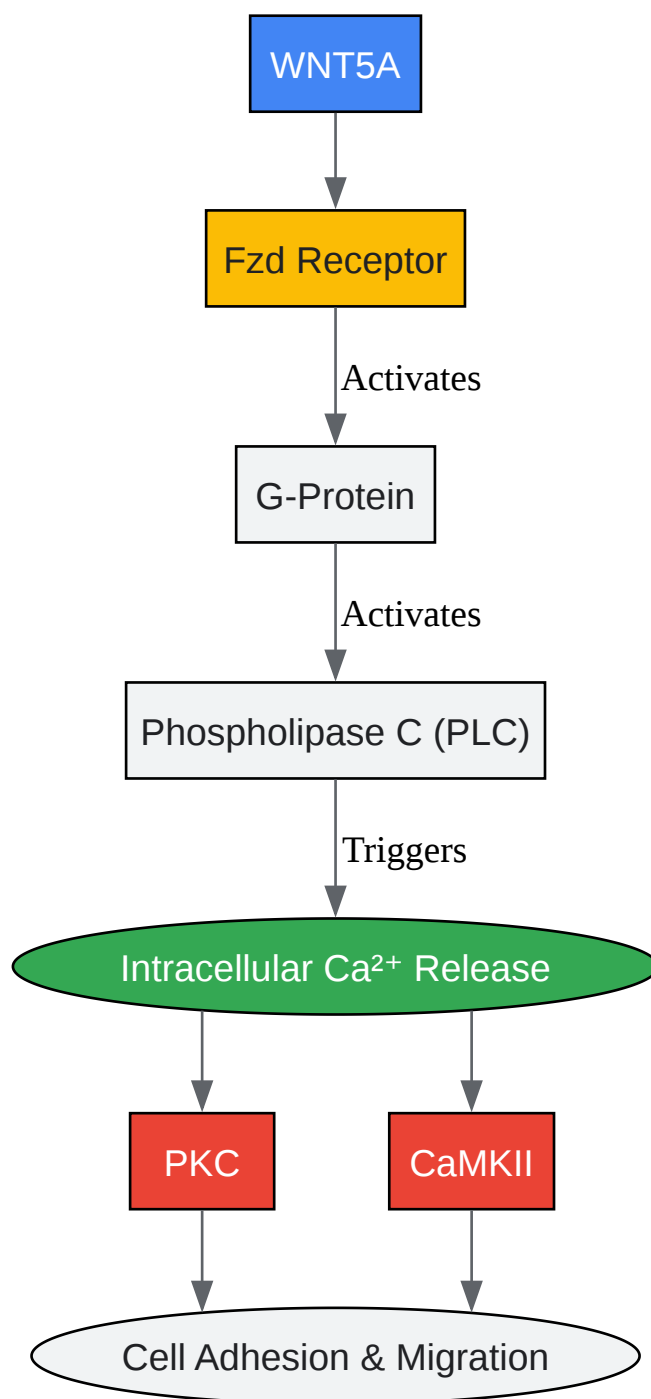 WNT5A
Fzd Receptor
Activates
G-Protein
Activates
Phospholipase C (PLC)
Triggers
Intracellular Ca²⁺ Release
PKC
CaMKII
Cell Adhesion & Migration